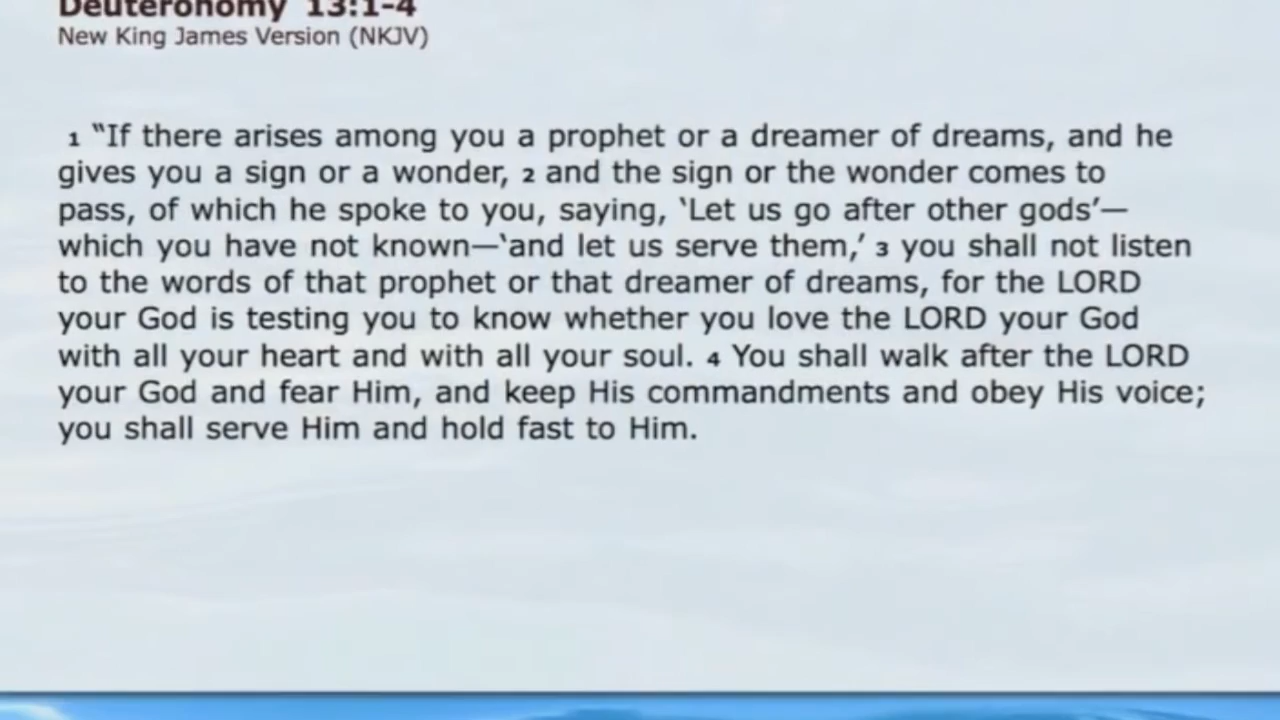 Deuteronomy 13:1-4
New King James Version (NKJV)
1 “If there arises among you a prophet or a dreamer of dreams, and he
gives you a sign or a wonder, 2 and the sign or the wonder comes to
pass, of which he spoke to you, saying, ‘Let us go after other gods’—
which you have not known—‘and let us serve them,’ 3 you shall not listen
to the words of that prophet or that dreamer of dreams, for the LORD
your God is testing you to know whether you love the LORD your God
with all your heart and with all your soul. 4 You shall walk after the LORD
your God and fear Him, and keep His commandments and obey His voice;
you shall serve Him and hold fast to Him.